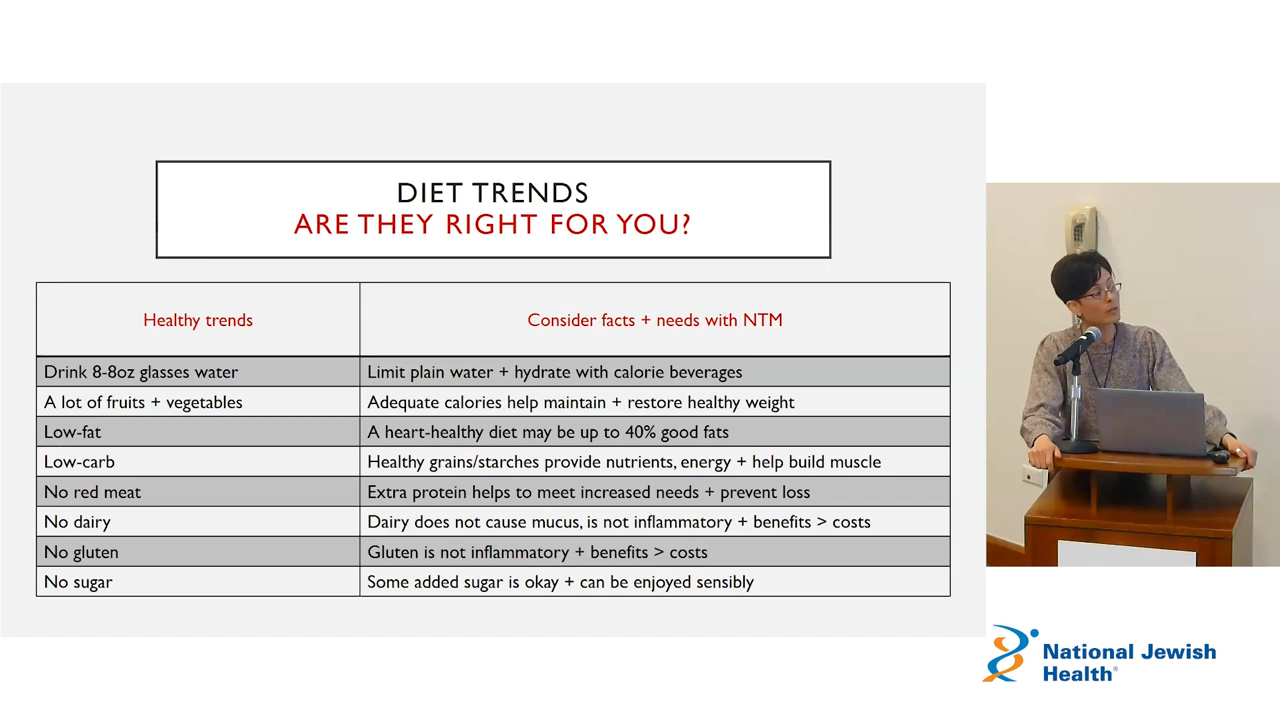 DIET TRENDS
ARE THEY RIGHT FOR YOU?
Healthy trends
Consider facts + needs with NTM
Drink 8-8oz glasses water
Limit plain water + hydrate with calorie beverages
A lot of fruits + vegetables
Adequate calories help maintain + restore healthy weight
Low-fat
A heart-healthy diet may be up to 40% good fats
Low-carb
Healthy grains/starches provide nutrients, energy + help build muscle
No red meat
Extra protein helps to meet increased needs + prevent loss
No dairy
Dairy does not cause mucus, is not inflammatory + benefits > costs
No gluten
Gluten is not inflammatory + benefits > costs
No sugar
Some added sugar is okay + can be enjoyed sensibly
National Jewish
Health®